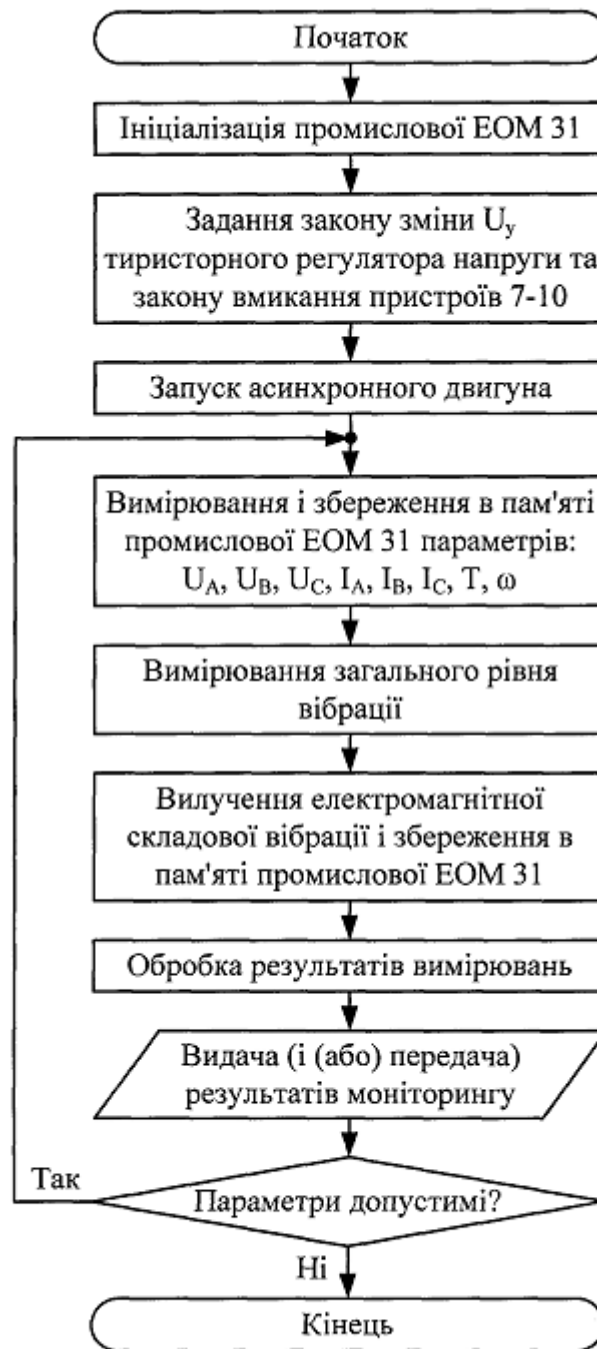 Початок
Ініціалізація промислової ЕОМ 31
Задання закону зміни Uу
тиристорного регулятора напруги та
закону вмикання пристроїв 7-10
Запуск асинхронного двигуна
Вимірювання і збереження в пам'яті
промислової ЕОМ 31 параметрів:
UA, UB, UC, IA, IB, IC, T, ω
Вимірювання загального рівня
вібрації
Вилучення електромагнітної
складової вібрації і збереження в
пам'яті промислової ЕОМ 31
Обробка результатів вимірювань
Видача (і (або) передача)
результатів моніторингу
Так
Параметри допустимі?
Ні
Кінець